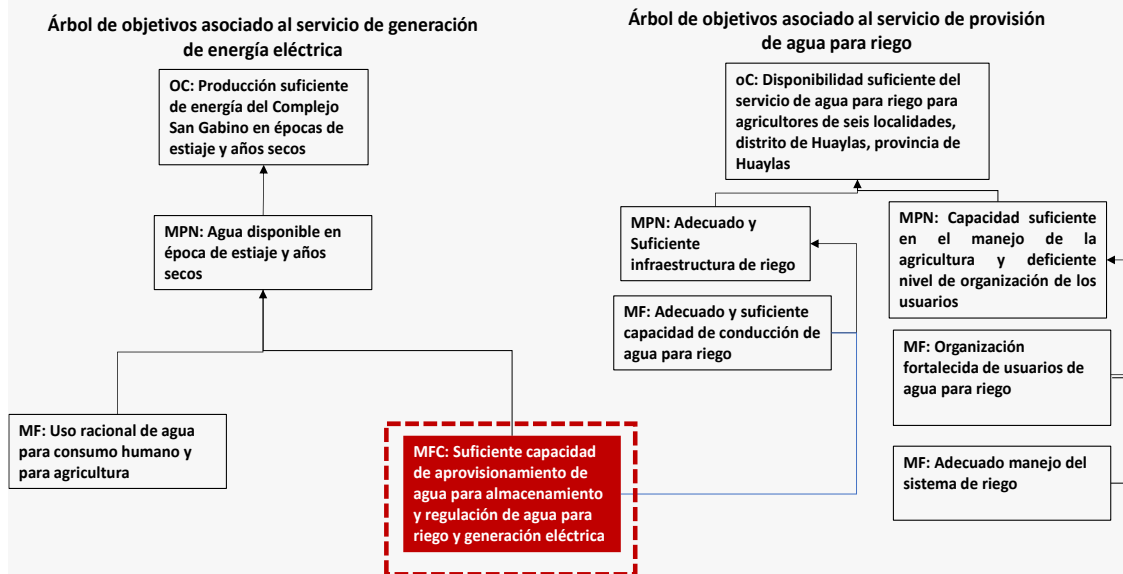 Árbol de objetivos asociado al servicio de generación
de energía eléctrica
OC: Producción suficiente
de energía del Complejo
San Gabino en épocas de
estiaje y años secos
MPN: Agua disponible en
época de estiaje y años
secos
MF: Uso racional de agua
para consumo humano y
para agricultura
MFC: Suficiente capacidad
de aprovisionamiento de
agua para almacenamiento
y regulación de agua para
riego y generación eléctrica
Árbol de objetivos asociado al servicio de provisión
de agua para riego
oC: Disponibilidad suficiente del
servicio de agua para riego para
agricultores de seis localidades,
distrito de Huaylas, provincia de
Huaylas
MPN: Adecuado y
Suficiente
infraestructura de riego
MF: Adecuado y suficiente
capacidad de conducción de
agua para riego
MPN: Capacidad suficiente
en el manejo de la
agricultura y deficiente
nivel de organización de los
usuarios
MF: Organización
fortalecida de usuarios de
agua para riego
MF: Adecuado manejo del
sistema de riego